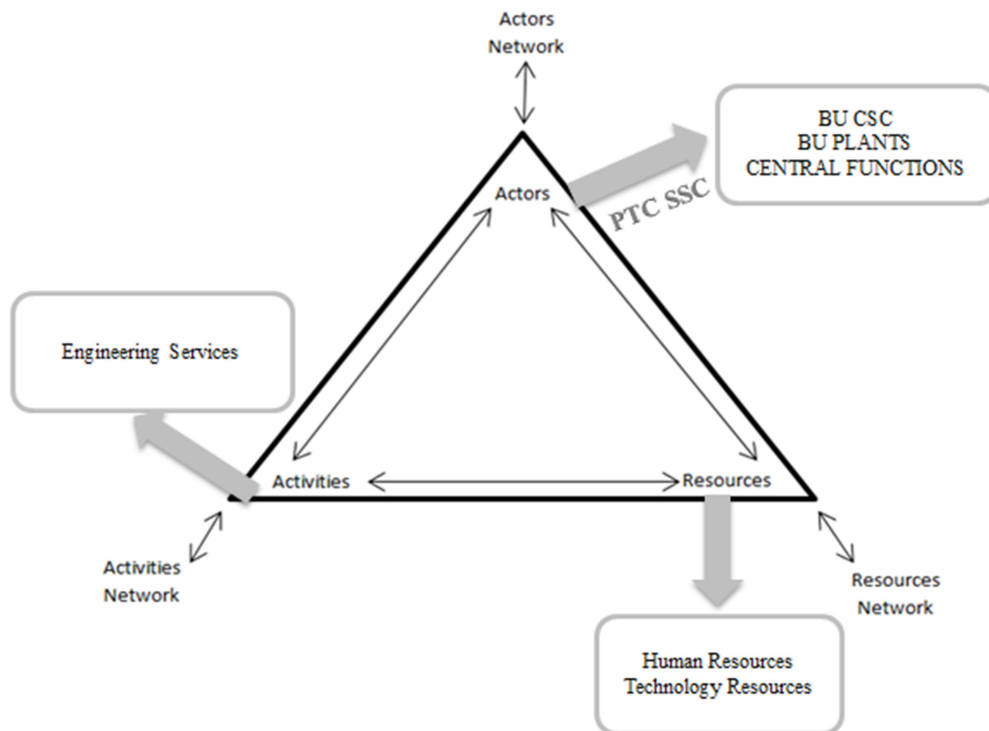 Actors
Network
BU CSC
BU PLANTS
CENTRAL FUNCTIONS
PTC SSC
Actors
Engineering Services
Activities
Resources
Activities
Network
Resources
Network
Human Resources
Technology Resources